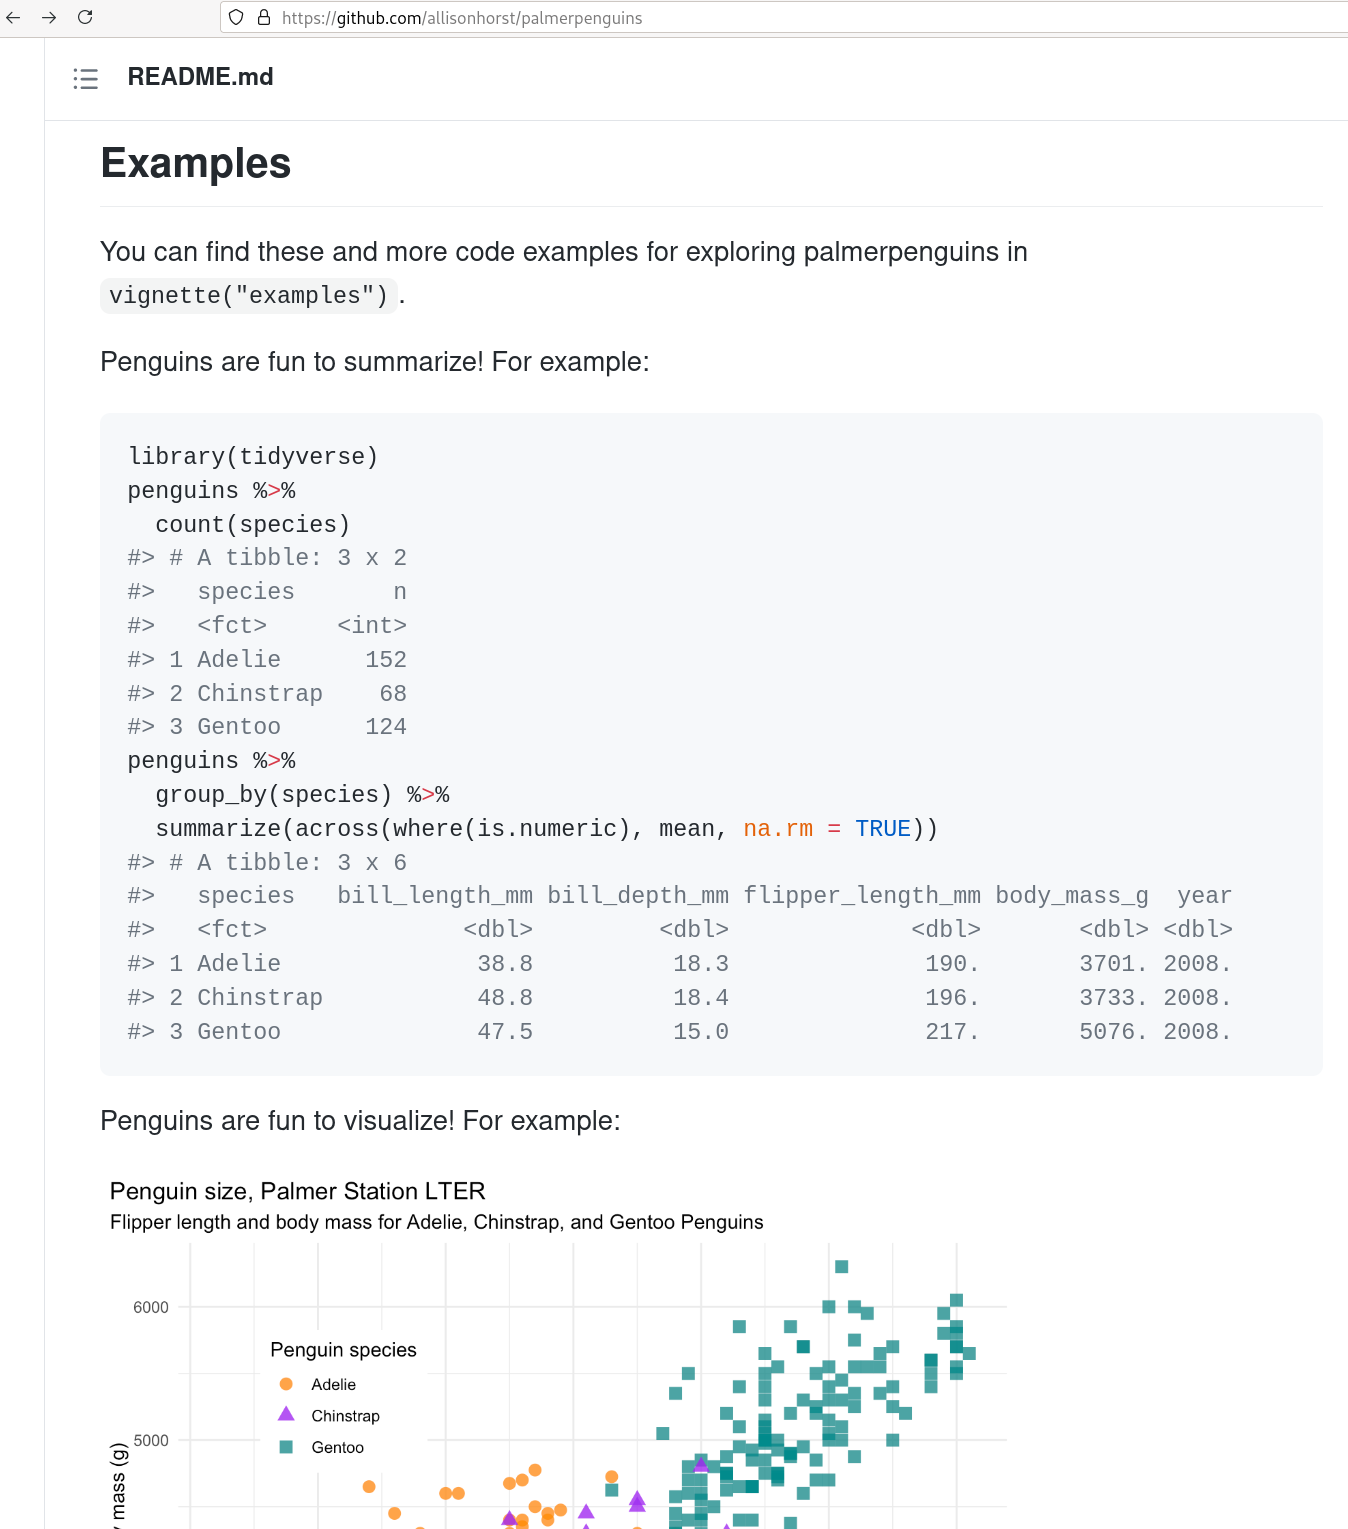 https://github.com/allisonhorst/palmerpenguins
README.md
Examples
You can find these and more code examples for exploring palmerpenguins in
vignette("examples") .
Penguins are fun to summarize! For example:
library(tidyverse)
penguins %>%
  count(species)
#> # A tibble: 3 x 2
#>   species       n
#>   <fct>     <int>
#> 1 Adelie      152
#> 2 Chinstrap    68
#> 3 Gentoo      124
penguins %>%
  group_by(species) %>%
  summarize(across(where(is.numeric), mean, na.rm = TRUE))
#> # A tibble: 3 x 6
#>   species   bill_length_mm bill_depth_mm flipper_length_mm body_mass_g  year
#>   <fct>              <dbl>         <dbl>             <dbl>       <dbl> <dbl>
#> 1 Adelie              38.8          18.3              190.       3701. 2008.
#> 2 Chinstrap           48.8          18.4              196.       3733. 2008.
#> 3 Gentoo              47.5          15.0              217.       5076. 2008.
Penguins are fun to visualize! For example:
Penguin size, Palmer Station LTER
Flipper length and body mass for Adelie, Chinstrap, and Gentoo Penguins
6000
Penguin species
Adelie
Chinstrap
Gentoo
5000
mass (g)